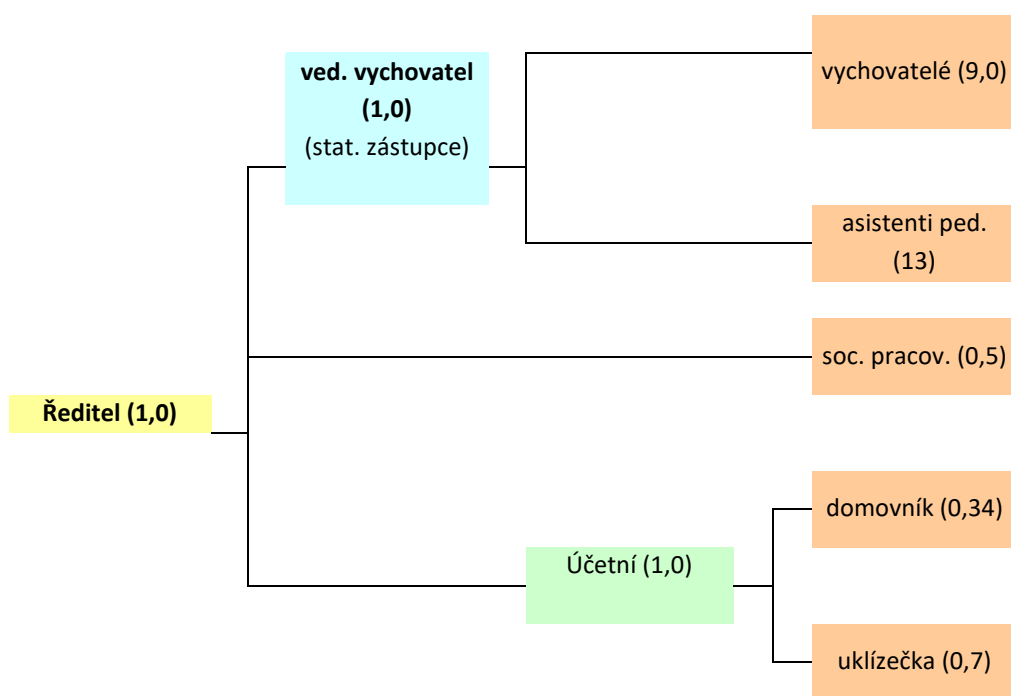 ved. vychovatel
(1,0)
(stat. zástupce)
vychovatelé (9,0)
asistenti ped.
(13)
soc. pracov. (0,5)
Ředitel (1,0)
domovník (0,34)
Účetní (1,0)
uklízečka (0,7)